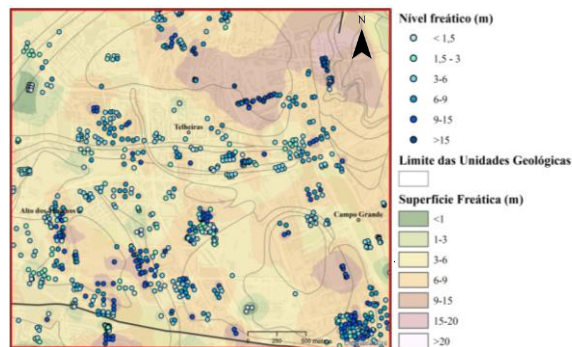 N
Telheiras
Campo Grande
Nível freático (m)
< 1,5
1,5 - 3
3-6
6-9
9-15
>15
Limite das Unidades Geológicas
Superfície Freática (m)
<1
1-3
3-6
6-9
9-15
15-20
>20